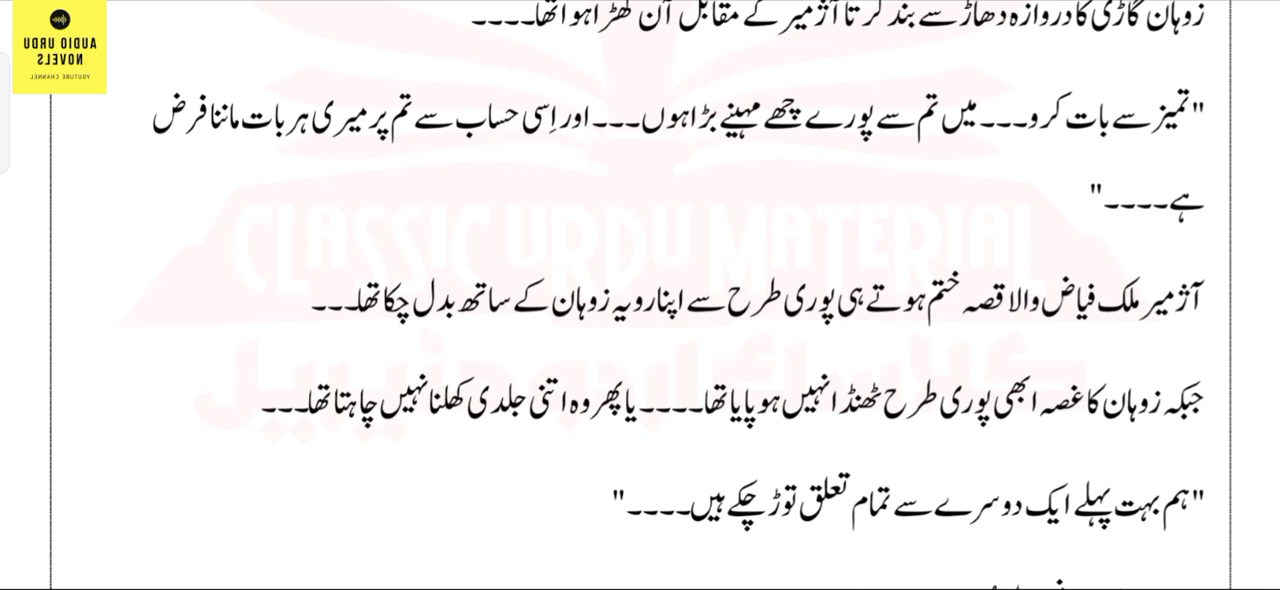 زوہان گاڑی کا دروازہ دھاڑ سے بند کرتا آژمیر کے مقابل آن کھڑا ہوا تھا۔۔۔۔
"تمیز سے بات کرو۔۔۔ میں تم سے پورے چھے مہینے بڑا ہوں۔۔۔ اور اِسی حساب سے تم پر میری ہر بات ماننا فرض
ہے۔۔۔۔"
آژمیر ملک فیاض والا قصہ ختم ہوتے ہی پوری طرح سے اپنا رویہ زوہان کے ساتھ بدل چکا تھا۔۔۔
جبکہ زوہان کا غصہ ابھی پوری طرح ٹھنڈا نہیں ہو پایا تھا۔۔۔۔ یا پھر وہ اتنی جلدی کھلنا نہیں چاہتا تھا۔۔۔
"ہم بہت پہلے ایک دوسرے سے تمام تعلق توڑ چکے ہیں۔۔۔۔"
AUDIO URDU
NOVELS
YOUTUBE CHANNEL
CLASSIC URDU MATERIAL
کلاسک اردو مٹیریل